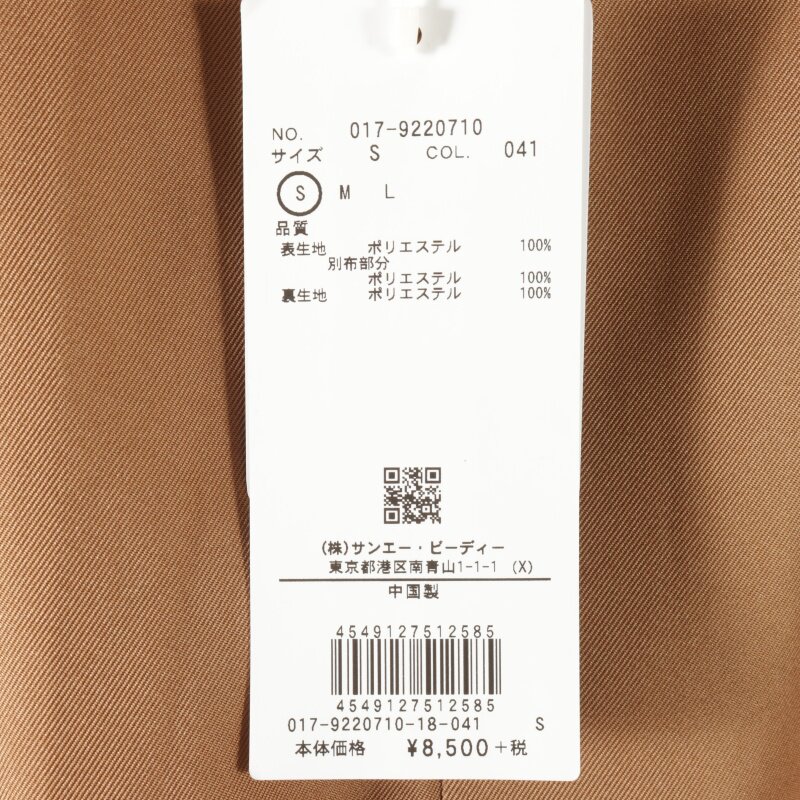 NO. 017-9220710
サイズ S COL. 041
S M L
品質
表生地 ポリエステル 100%
別布部分
ポリエステル 100%
裏生地 ポリエステル 100%
(株)サンエー・ビーディー
東京都港区南青山1-1-1 (X)
中国製
4549127512585
4549127512585
017-9220710-18-041 S
本体価格 ¥8,500+税